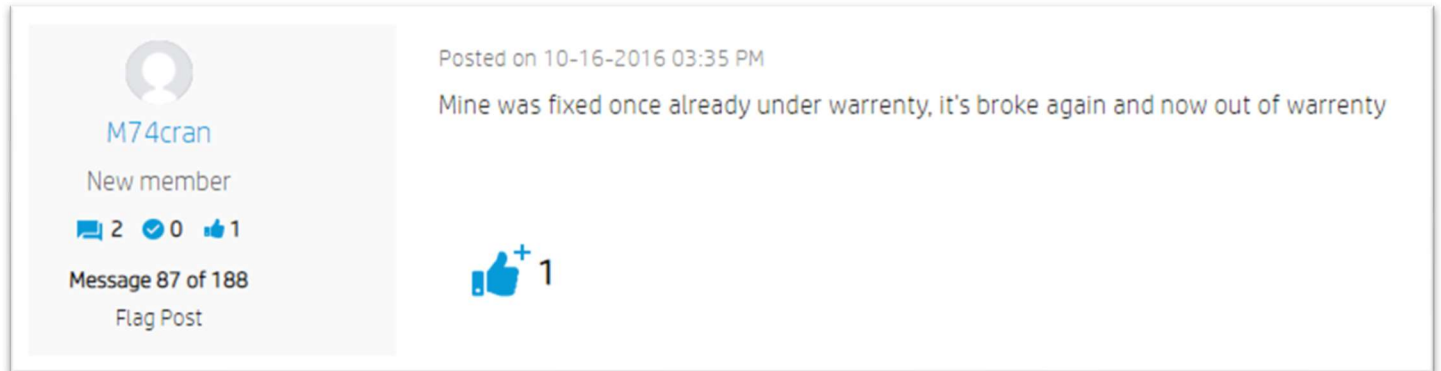 M74cran
New member
2 0 1
Message 87 of 188
Flag Post
Posted on 10-16-2016 03:35 PM
Mine was fixed once already under warrenty, it's broke again and now out of warrenty
+ 1